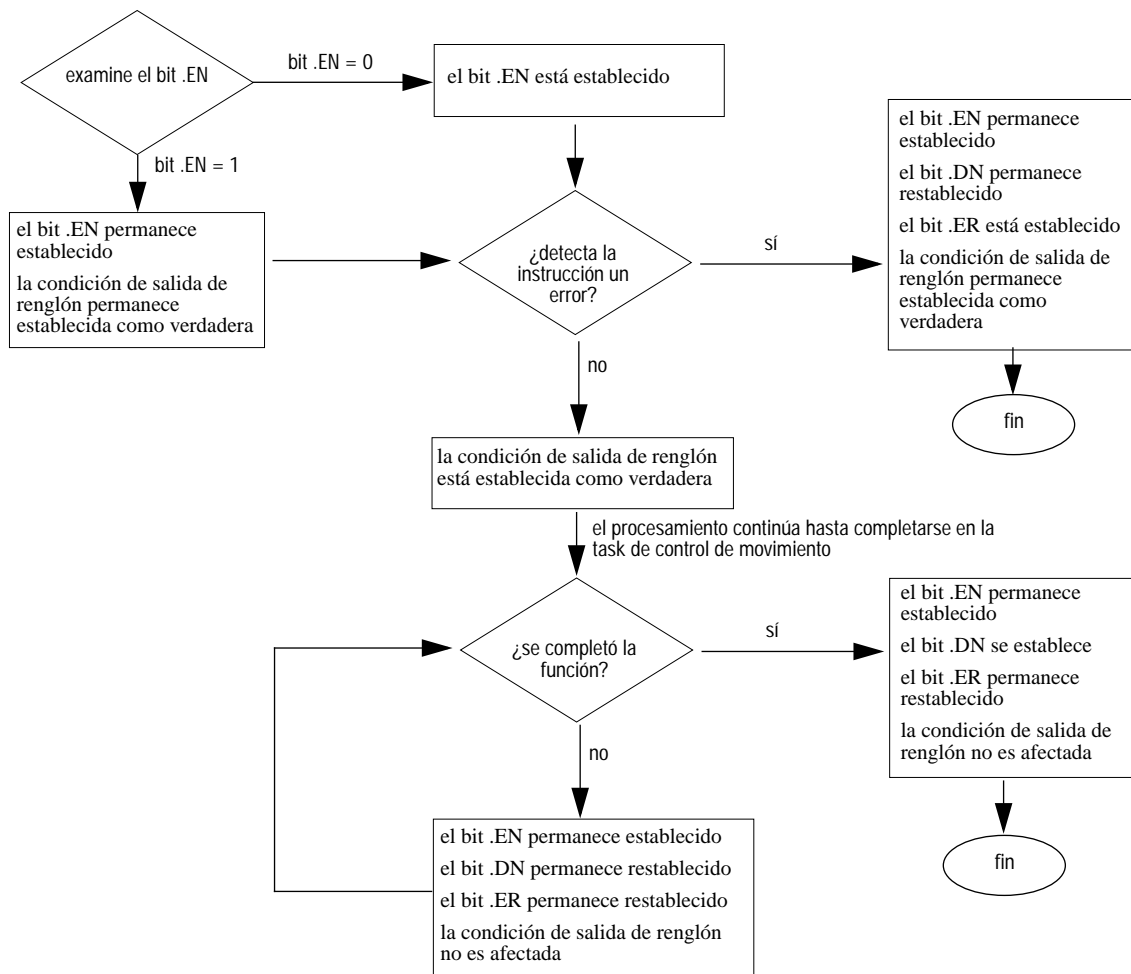 examine el bit .EN
bit .EN = 0
el bit .EN está establecido
bit .EN = 1
el bit .EN permanece
establecido
la condición de salida de
renglón permanece
establecida como verdadera
¿detecta la
instrucción un
error?
sí
el bit .EN permanece
establecido
el bit .DN permanece
restablecido
el bit .ER está establecido
la condición de salida de
renglón permanece
establecida como
verdadera
fin
no
la condición de salida de renglón
está establecida como verdadera
el procesamiento continúa hasta completarse en la
task de control de movimiento
¿se completó la
función?
sí
el bit .EN permanece
establecido
el bit .DN se establece
el bit .ER permanece
restablecido
la condición de salida de
renglón no es afectada
fin
no
el bit .EN permanece establecido
el bit .DN permanece restablecido
el bit .ER permanece restablecido
la condición de salida de renglón
no es afectada